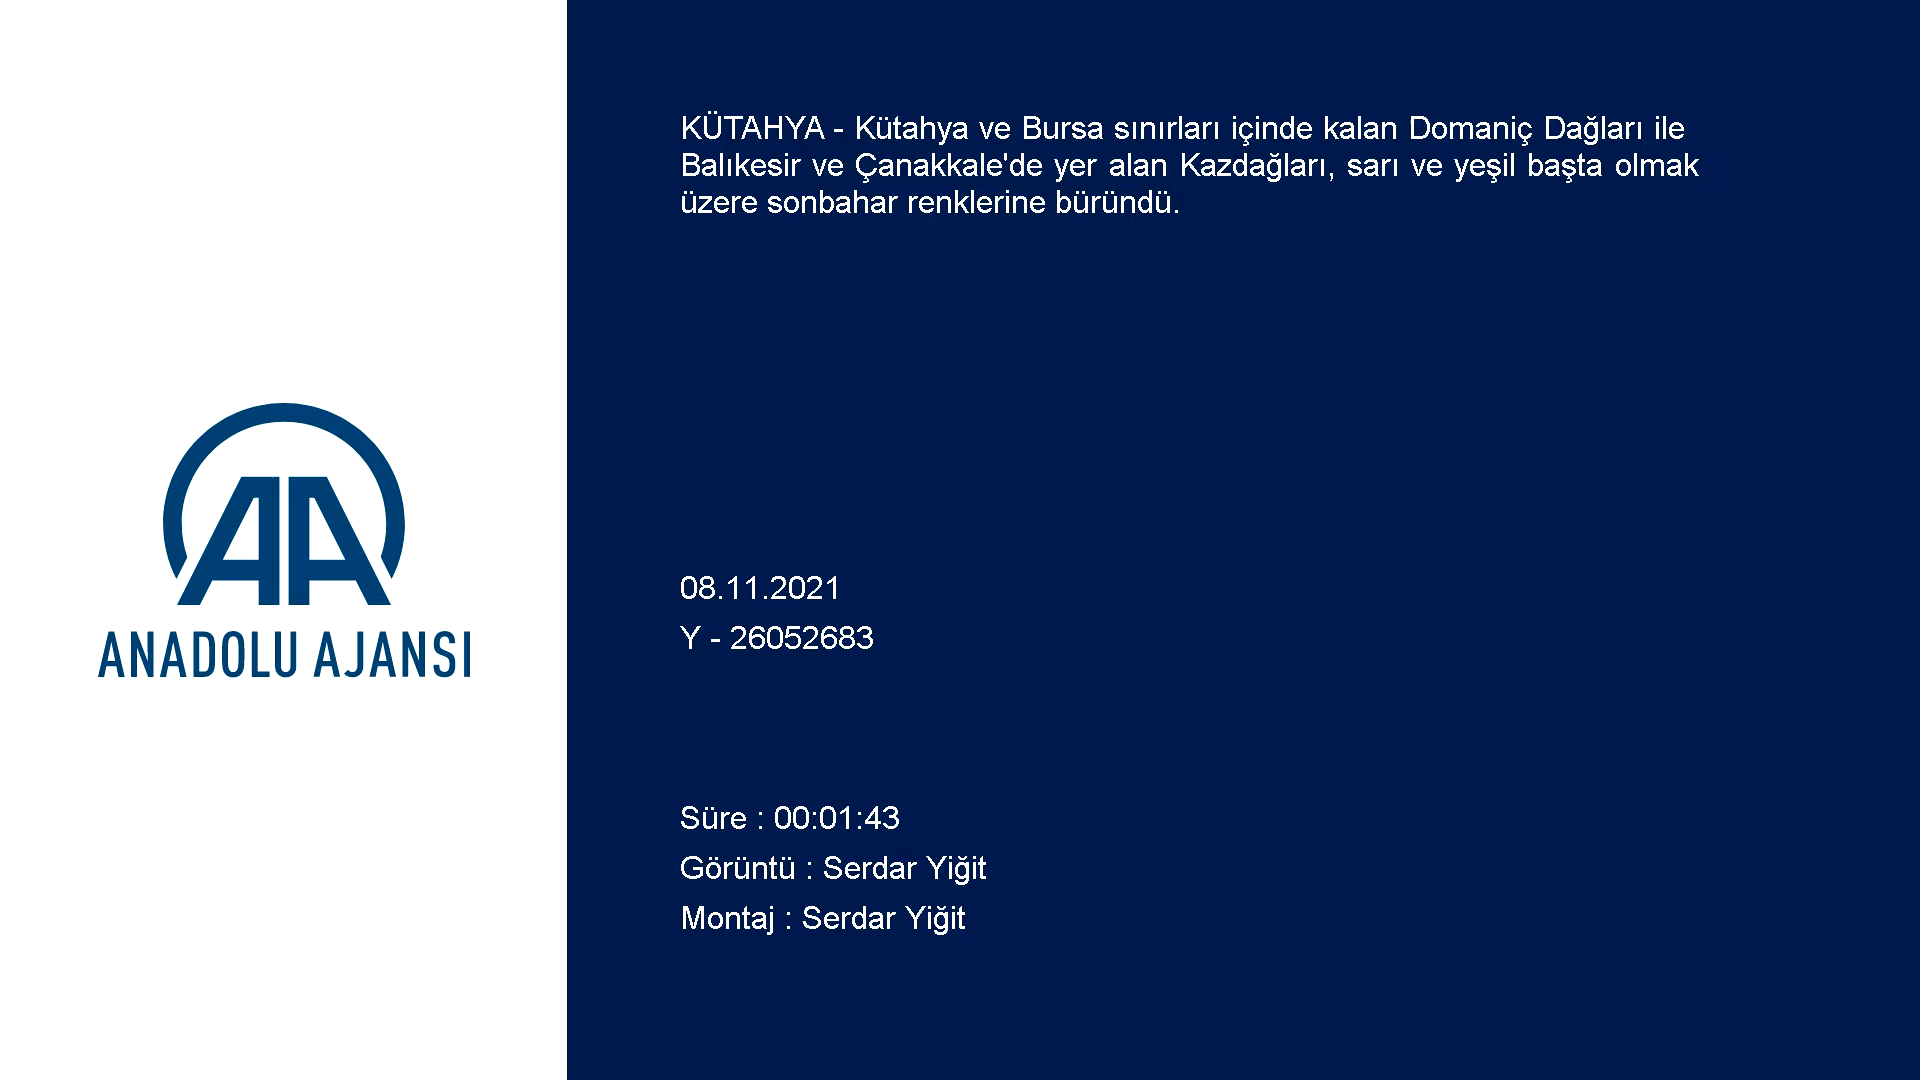 KÜTAHYA - Kütahya ve Bursa sınırları içinde kalan Domaniç Dağları ile
Balıkesir ve Çanakkale'de yer alan Kazdağları, sarı ve yeşil başta olmak
üzere sonbahar renklerine büründü.
AA
ANADOLU AJANSI
08.11.2021
Y - 26052683
Süre : 00:01:43
Görüntü : Serdar Yiğit
Montaj : Serdar Yiğit